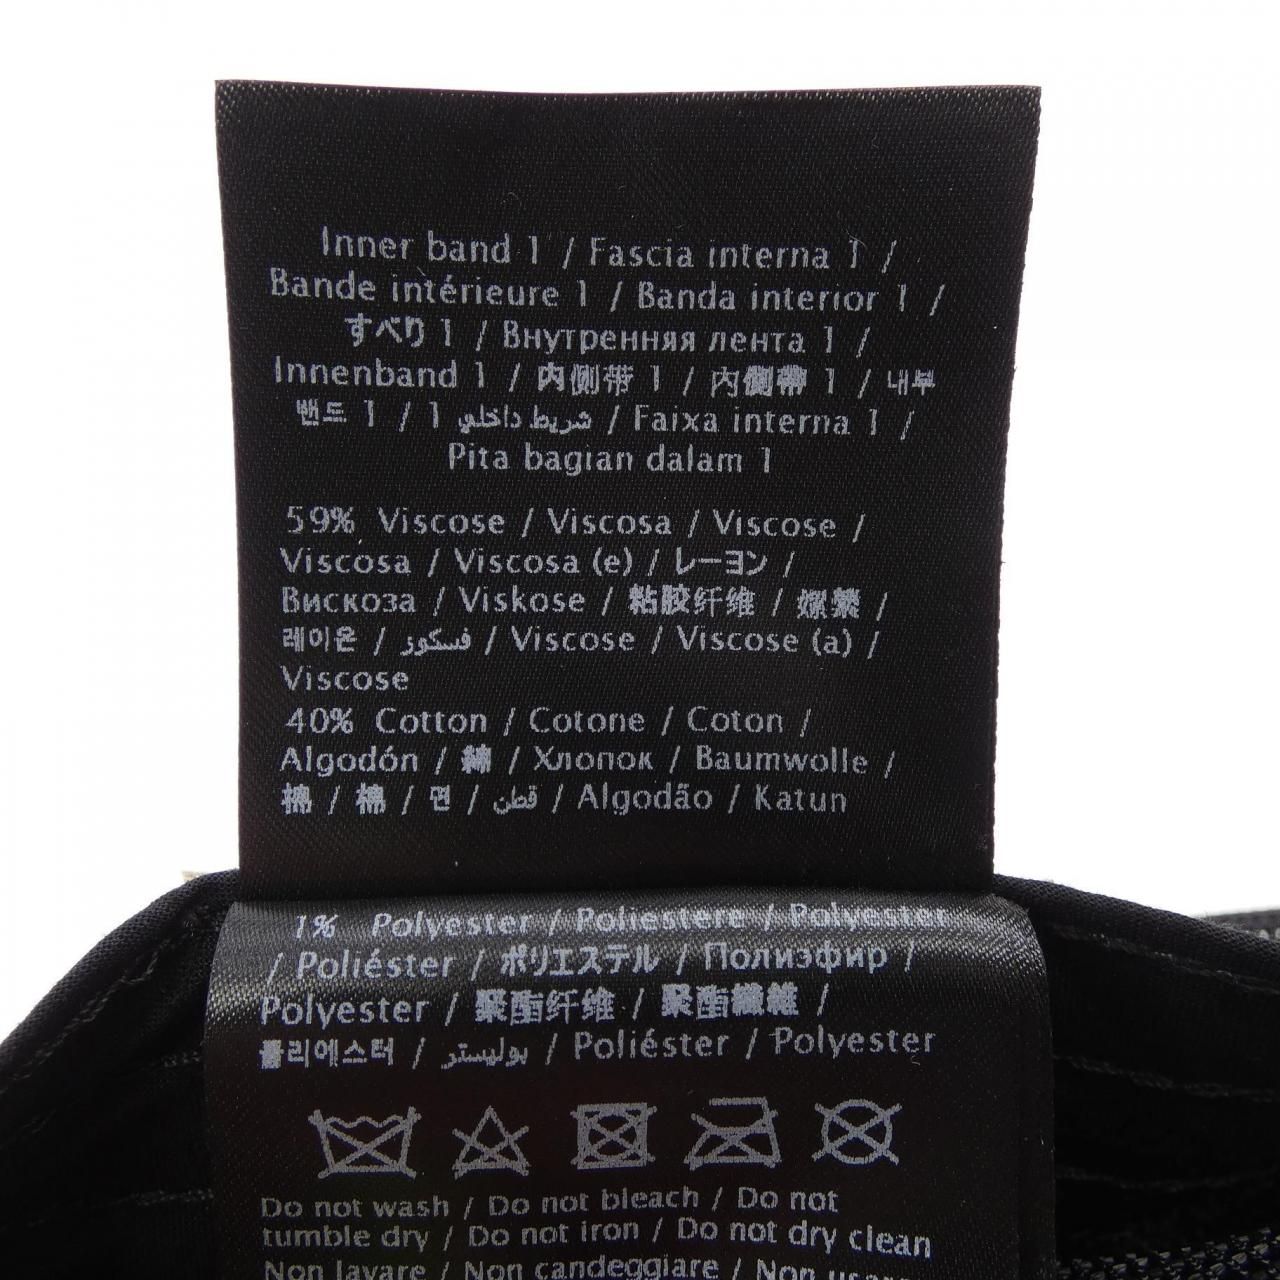 Inner band 1 / Fascia interna 1 /
Bande intérieure 1 / Banda interior 1 /
すべり 1 / Внутренняя лента 1 /
Innenband 1 / 内侧带 1 / 內側帶 1 / 내부
밴드 1 / 1 شريط داخلي / Faixa interna 1 /
Pita bagian dalam 1
59% Viscose / Viscosa / Viscose /
Viscosa / Viscosa (e) / レーヨン /
Вискоза / Viskose / 粘胶纤维 / 嫘縈 /
레이온 / فسكوز / Viscose / Viscose (a) /
Viscose
40% Cotton / Cotone / Coton /
Algodón / 綿 / Хлопок / Baumwolle /
棉 / 棉 / 면 / قطن / Algodão / Katun
1% Polyester / Poliestere / Polyester
/ Poliéster / ポリエステル / Полиэфир /
Polyester / 聚酯纤维 / 聚酯纖維 /
폴리에스터 / بوليستر / Poliéster / Polyester
Do not wash / Do not bleach / Do not
tumble dry / Do not iron / Do not dry clean
Non lavare / Non candeggiare / Non